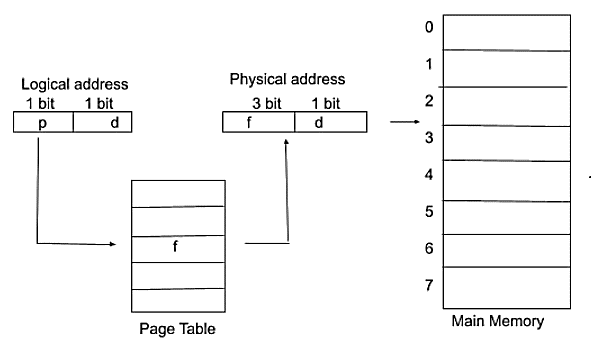 Logical address
1 bit 1 bit
p d
Physical address
3 bit 1 bit
f d
f
Page Table
0
1
2
3
4
5
6
7
Main Memory